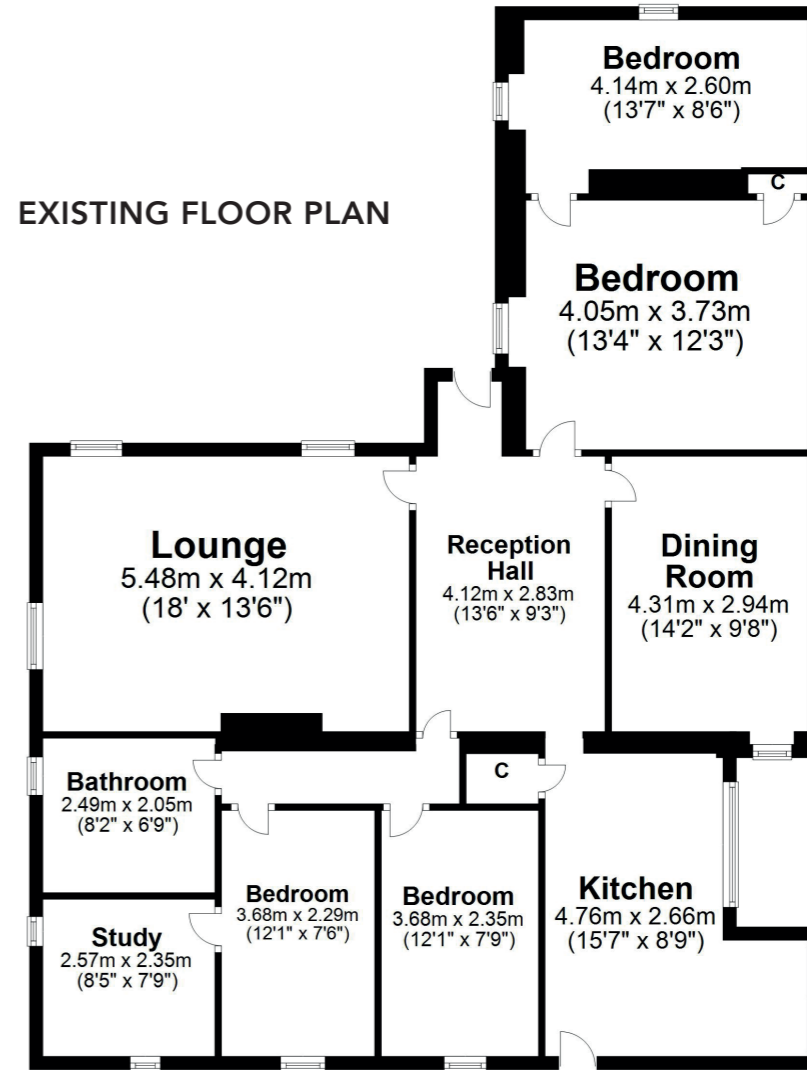 EXISTING FLOOR PLAN
Bedroom
4.14m x 2.60m
(13'7" x 8'6")
C
Bedroom
4.05m x 3.73m
(13'4" x 12'3")
Lounge
5.48m x 4.12m
(18' x 13'6")
Reception
Hall
4.12m x 2.83m
(13'6" x 9'3")
Dining
Room
4.31m x 2.94m
(14'2" x 9'8")
Bathroom
2.49m x 2.05m
(8'2" x 6'9")
C
Study
2.57m x 2.35m
(8'5" x 7'9")
Bedroom
3.68m x 2.29m
(12'1" x 7'6")
Bedroom
3.68m x 2.35m
(12'1" x 7'9")
Kitchen
4.76m x 2.66m
(15'7" x 8'9")